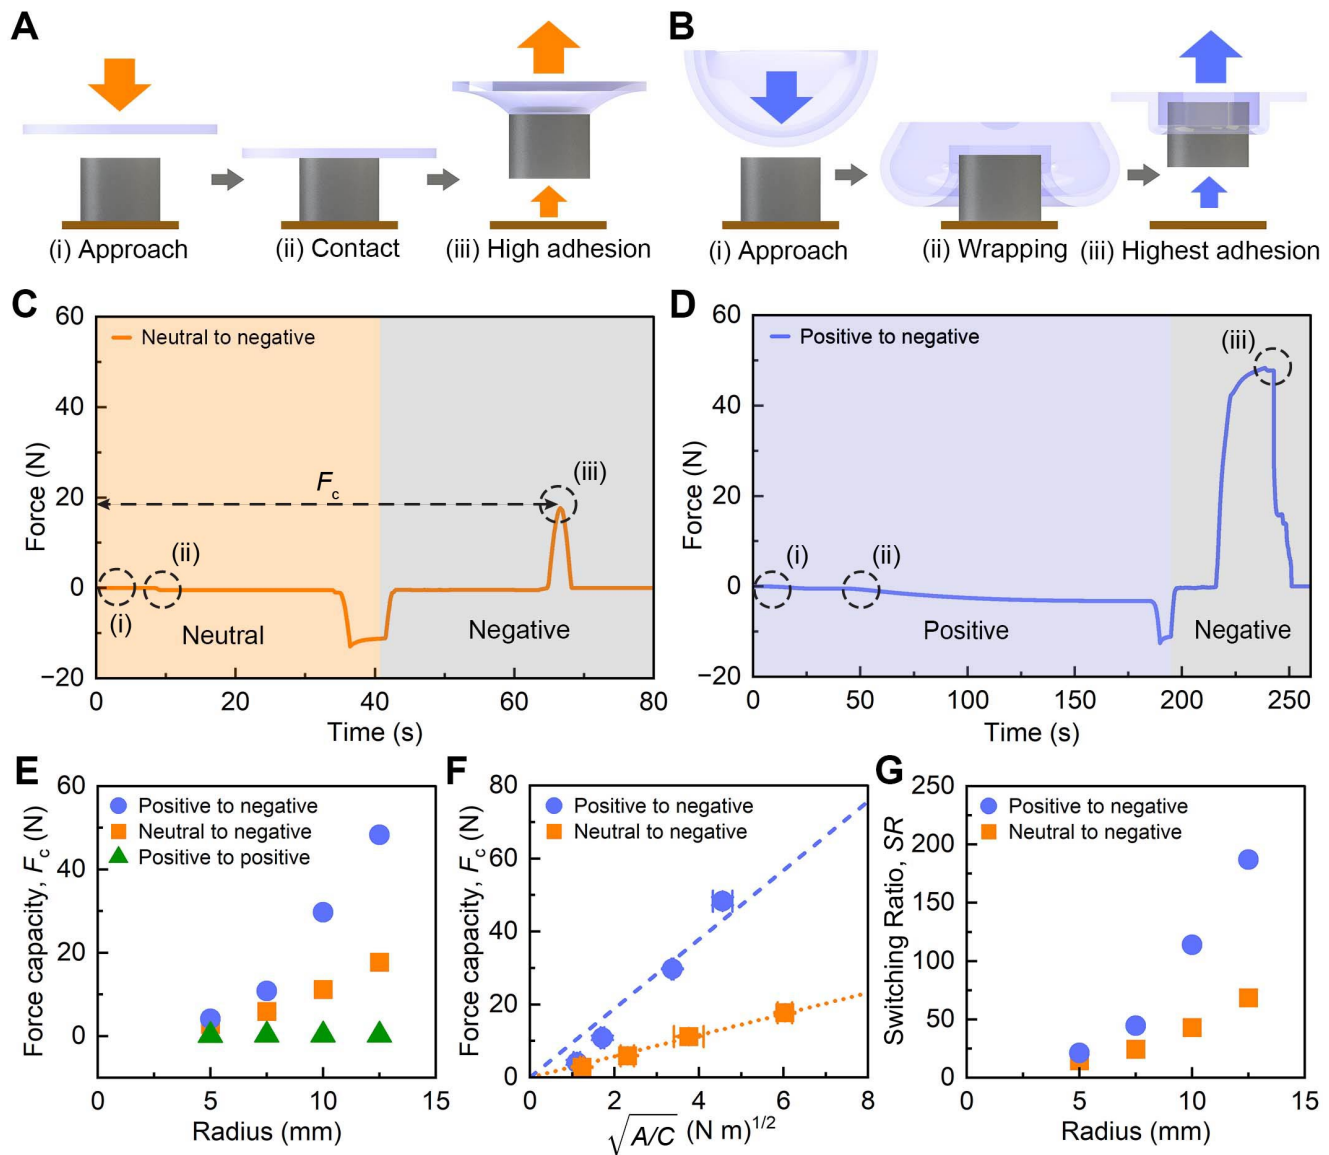 A
(i) Approach
(ii) Contact
(iii) High adhesion
B
(i) Approach
(ii) Wrapping
(iii) Highest adhesion
C
Neutral to negative
Force (N)
60
40
20
0
−20
F_c
(i)
(ii)
(iii)
Neutral
Negative
0 20 40 60 80
Time (s)
D
Positive to negative
Force (N)
60
40
20
0
−20
(i)
(ii)
(iii)
Positive
Negative
0 50 100 150 200 250
Time (s)
E
Positive to negative
Neutral to negative
Positive to positive
Force capacity, F_c (N)
60
40
20
0
0 5 10 15
Radius (mm)
F
Positive to negative
Neutral to negative
Force capacity, F_c (N)
80
60
40
20
0
0 2 4 6 8
√A/C (N m)^1/2
G
Positive to negative
Neutral to negative
Switching Ratio, SR
250
200
150
100
50
0
0 5 10 15
Radius (mm)